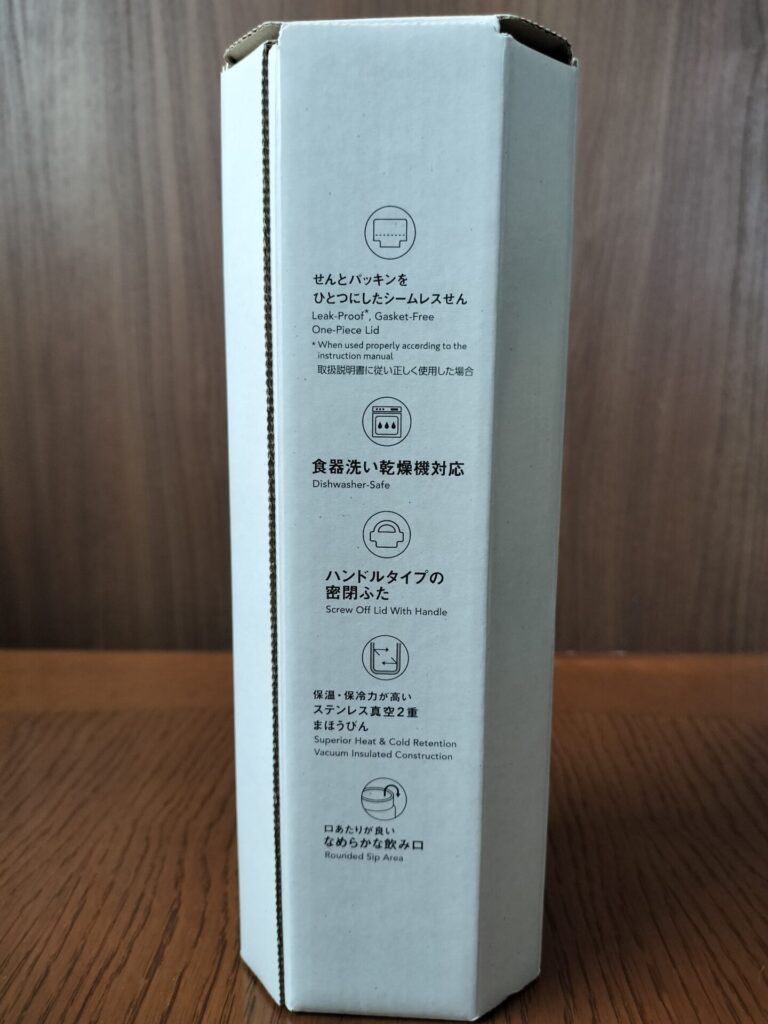 せんとパッキンを
ひとつにしたシームレスせん
Leak-Proof*, Gasket-Free
One-Piece Lid
* When used properly according to the
instruction manual
取扱説明書に従い正しく使用した場合
食器洗い乾燥機対応
Dishwasher-Safe
ハンドルタイプの
密閉ふた
Screw Off Lid With Handle
保温・保冷力が高い
ステンレス真空2重
まほうびん
Superior Heat & Cold Retention
Vacuum Insulated Construction
口あたりが良い
なめらかな飲み口
Rounded Sip Area